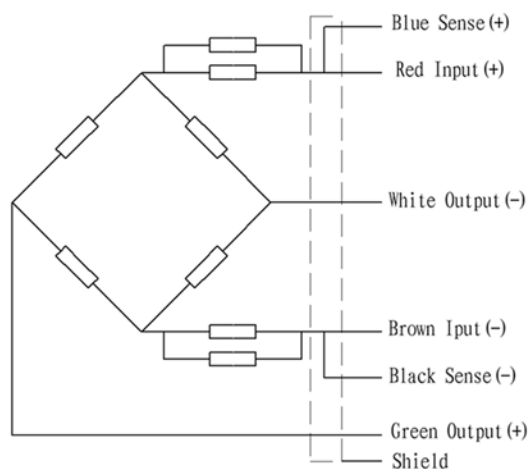 Blue Sense(+)
Red Input(+)
White Output(-)
Brown Iput(-)
Black Sense(-)
Green Output(+)
Shield